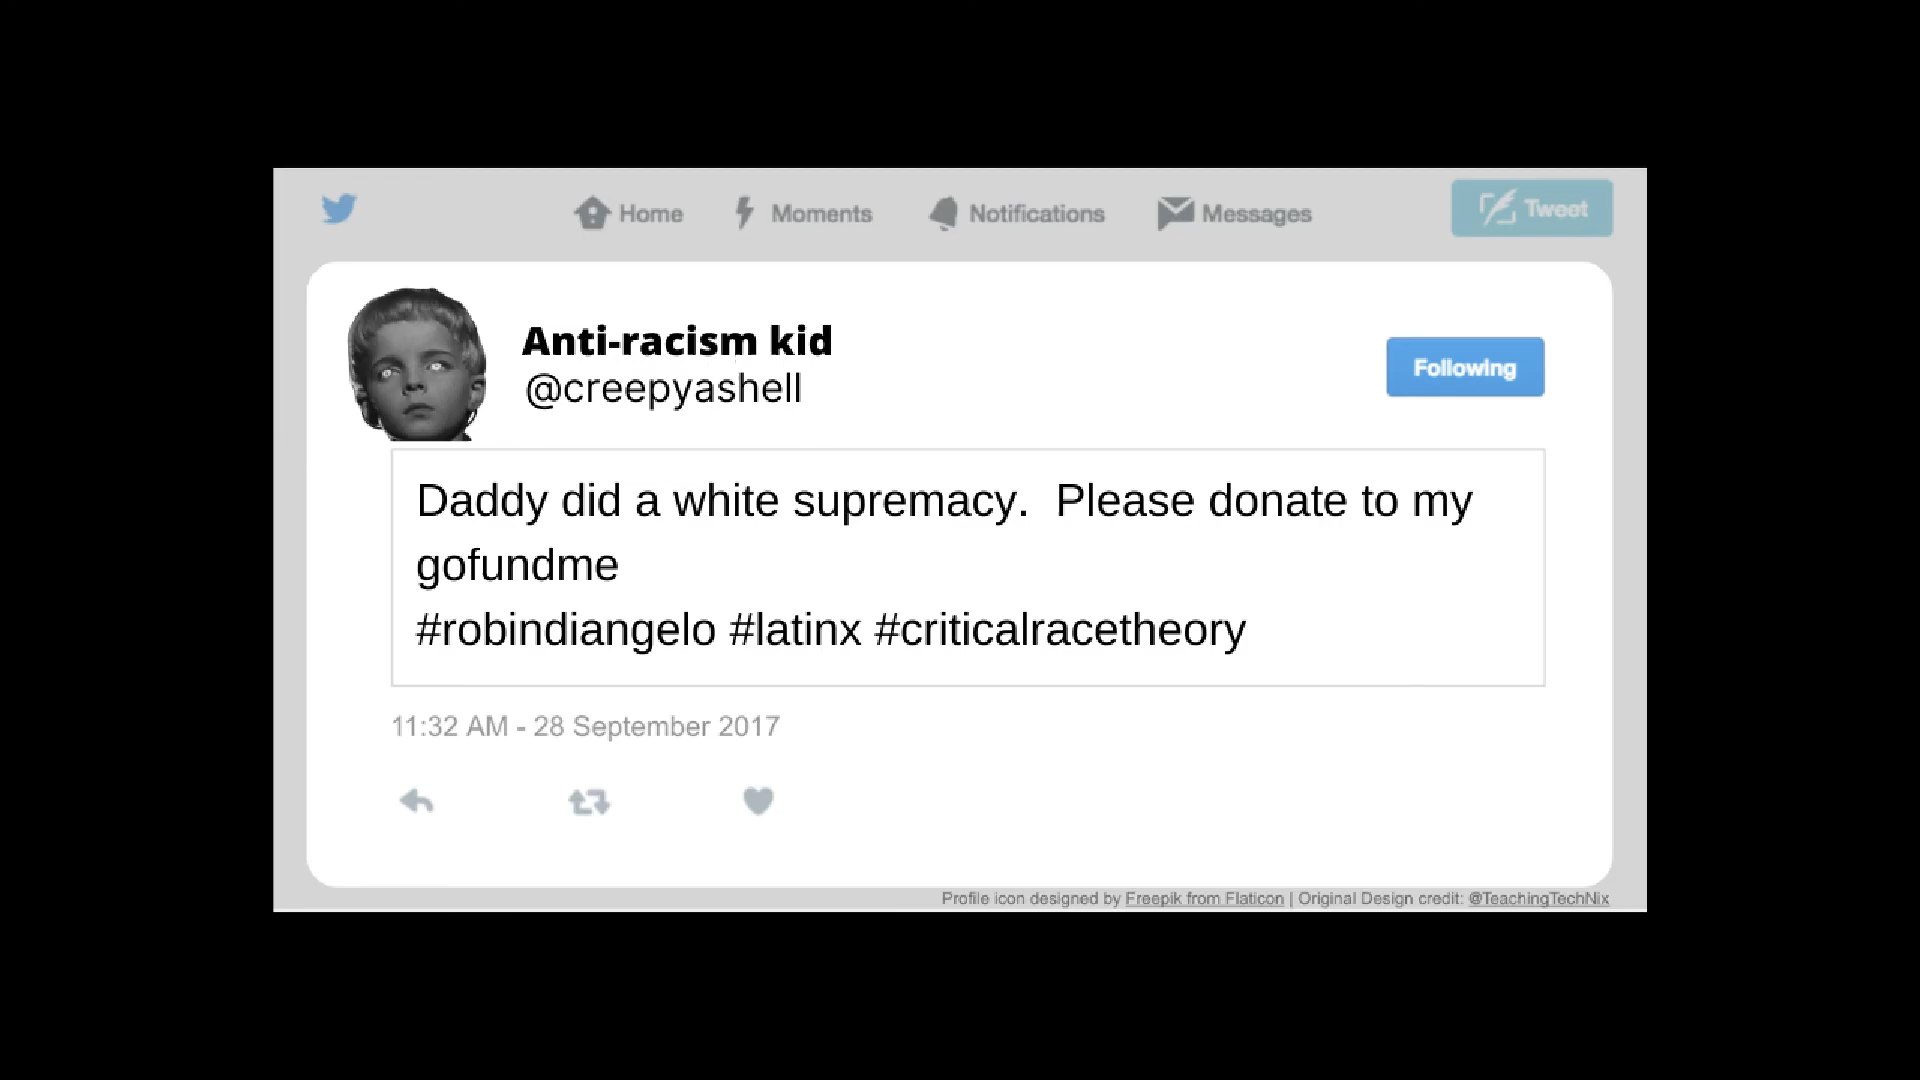 Home Moments Notifications Messages Tweet
Anti-racism kid
@creepyashell
Following
Daddy did a white supremacy.  Please donate to my
gofundme
#robindiangelo #latinx #criticalracetheory
11:32 AM - 28 September 2017
Profile icon designed by Freepik from Flaticon | Original Design credit: @TeachingTechNix